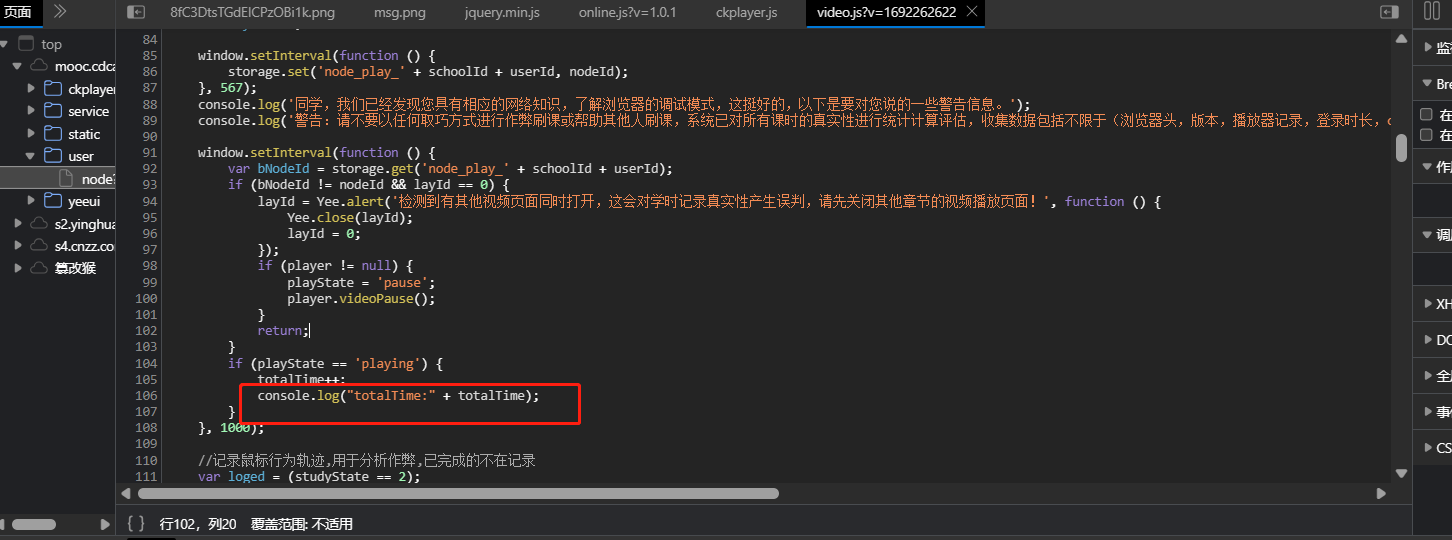 页面
8fC3DtsTGdElCPzOBi1k.png
msg.png
jquery.min.js
online.js?v=1.0.1
ckplayer.js
video.js?v=1692262622
top
mooc.cdca
ckplayer
service
static
user
node?
yeeui
s2.yinghua
s4.cnzz.co
篡改猴
84
85 window.setInterval(function () {
86 storage.set('node_play_' + schoolId + userId, nodeId);
87 }, 567);
88 console.log('同学，我们已经发现您具有相应的网络知识，了解浏览器的调试模式，这挺好的，以下是要对您说的一些警告信息。');
89 console.log('警告：请不要以任何取巧方式进行作弊刷课或帮助其他人刷课，系统已对所有课时的真实性进行统计计算评估，收集数据包括不限于（浏览器头，版本，播放器记录，登录时长，c
90
91 window.setInterval(function () {
92 var bNodeId = storage.get('node_play_' + schoolId + userId);
93 if (bNodeId != nodeId && layId == 0) {
94 layId = Yee.alert('检测到有其他视频页面同时打开，这会对学时记录真实性产生误判，请先关闭其他章节的视频播放页面！', function () {
95 Yee.close(layId);
96 layId = 0;
97 });
98 if (player != null) {
99 playState = 'pause';
100 player.videoPause();
101 }
102 return;
103 }
104 if (playState == 'playing') {
105 totalTime++;
106 console.log("totalTime:" + totalTime);
107 }
108 }, 1000);
109
110 //记录鼠标行为轨迹,用于分析作弊,已完成的不在记录
111 var loged = (studyState == 2);
{ } 行102，列20 覆盖范围: 不适用
监
Bre
在
在
作
调
XH
DO
全
事
CS